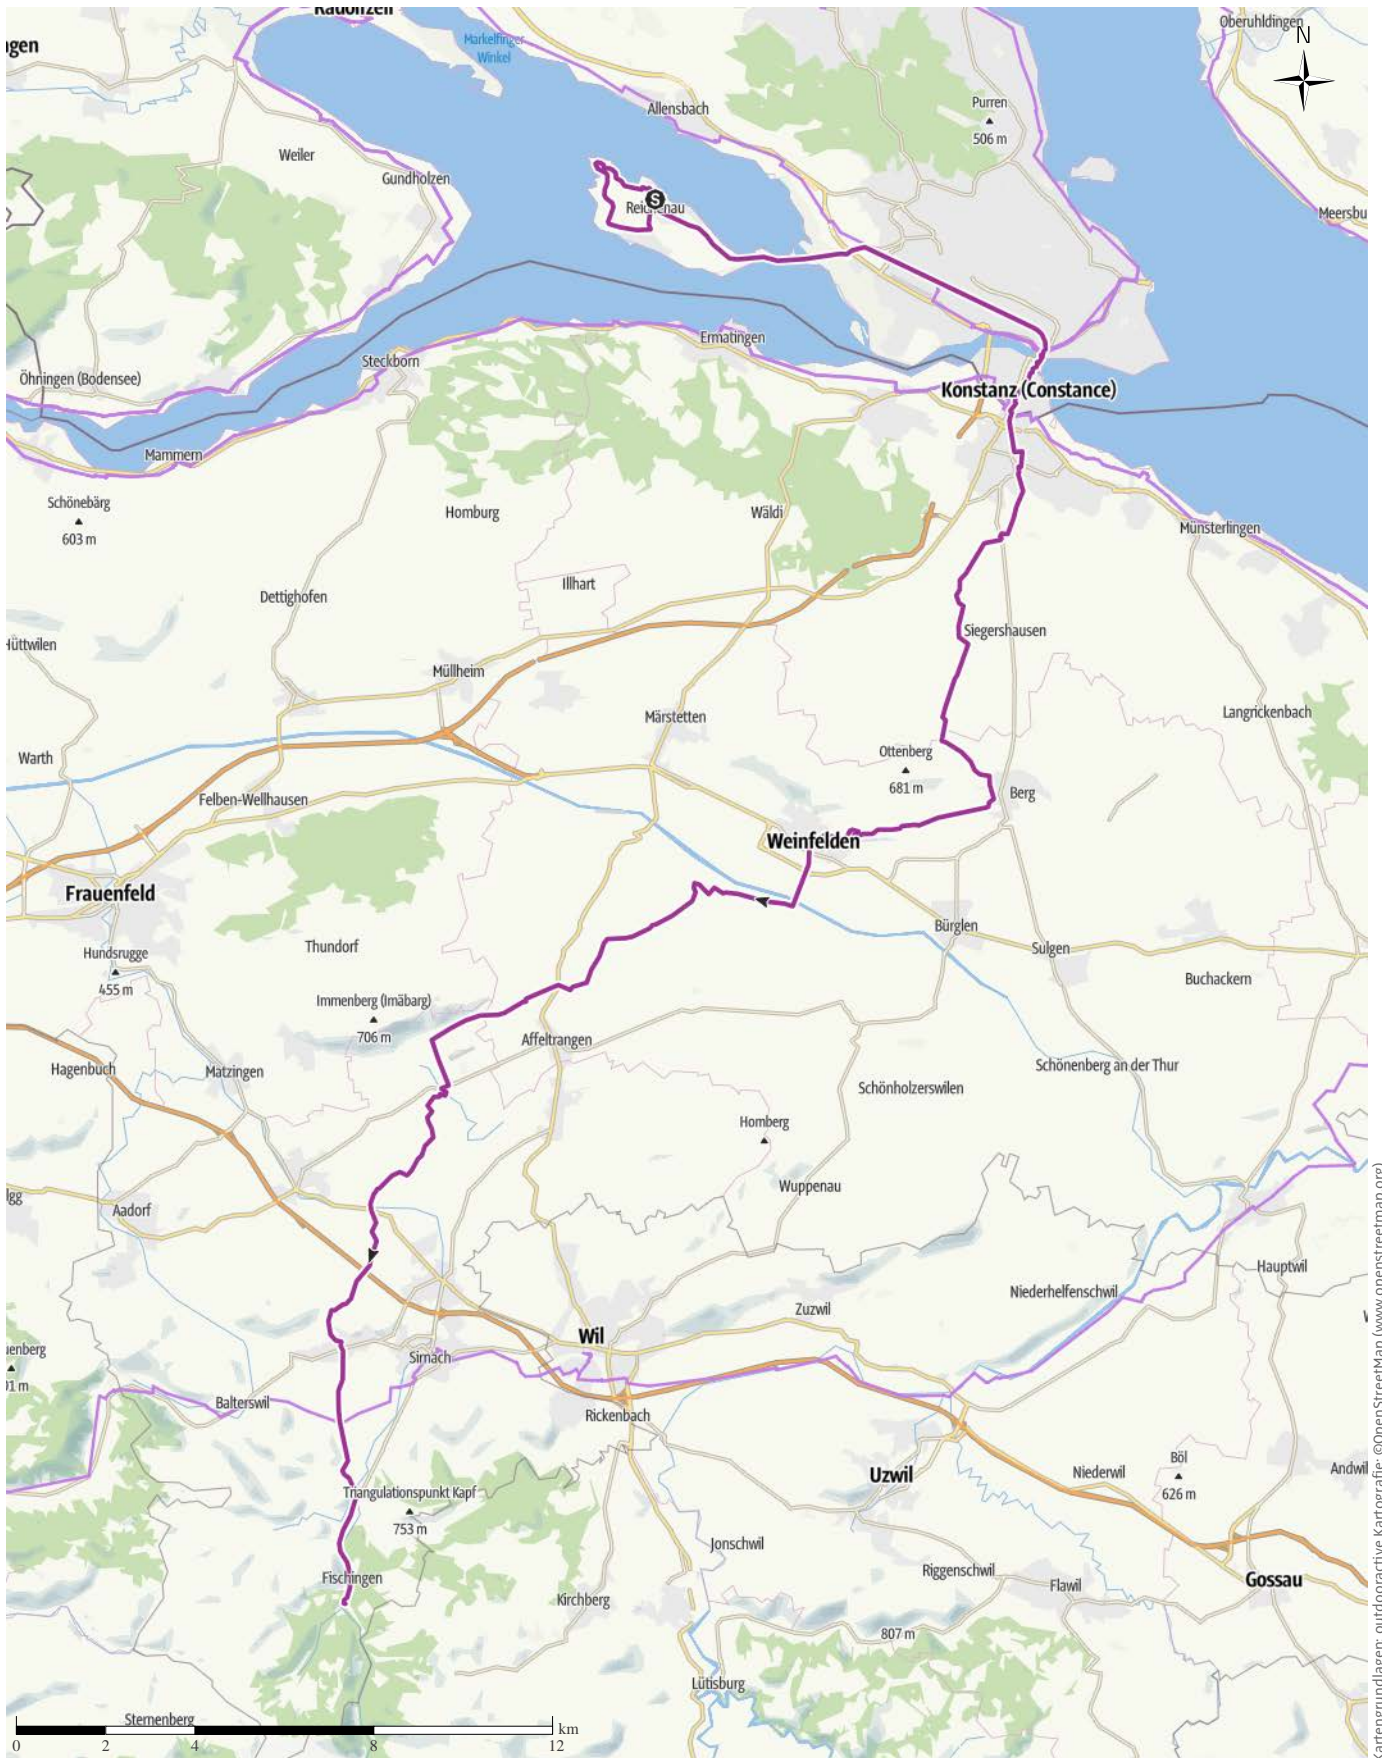 Radolfzell
Markelfinger
Winkel
Oberuhldingen
N
Allensbach
Purren
506 m
Weiler
Gundholzen
S
Reichenau
Meersbu
Ermatingen
Steckborn
Öhningen (Bodensee)
Konstanz (Constance)
Mammern
Schönebärg
603 m
Homburg
Wäldi
Münsterlingen
Illhart
Dettighofen
Hüttwilen
Siegershausen
Müllheim
Märstetten
Langrickenbach
Warth
Ottenberg
681 m
Felben-Wellhausen
Berg
Weinfelden
Frauenfeld
Bürglen
Thundorf
Sulgen
Hundsrugge
455 m
Buchackern
Immenberg (Imäbarg)
706 m
Affeltrangen
Hagenbuch
Matzingen
Schönenberg an der Thur
Schönholzerswilen
Homberg
Wuppenau
Aadorf
Hauptwil
Niederhelfenschwil
Zuzwil
Wil
Sirnach
Balterswil
Rickenbach
Böl
626 m
Andwil
Uzwil
Niederwil
Triangulationspunkt Kapf
753 m
Jonschwil
Riggenschwil
Fischingen
Flawil
Gossau
Kirchberg
807 m
Lütisburg
Sternenberg
km
0 2 4 8 12
Kartengrundlagen: outdooractive Kartografie; ©OpenStreetMap (www.openstreetmap.org)